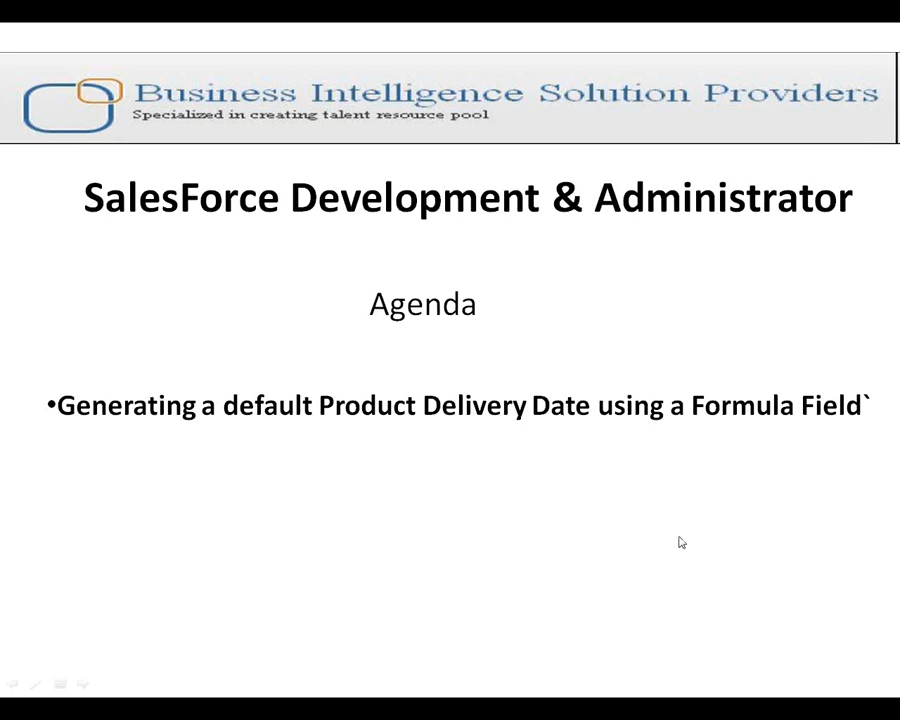 Business Intelligence Solution Providers
Specialized in creating talent resource pool
SalesForce Development & Administrator
Agenda
•Generating a default Product Delivery Date using a Formula Field`